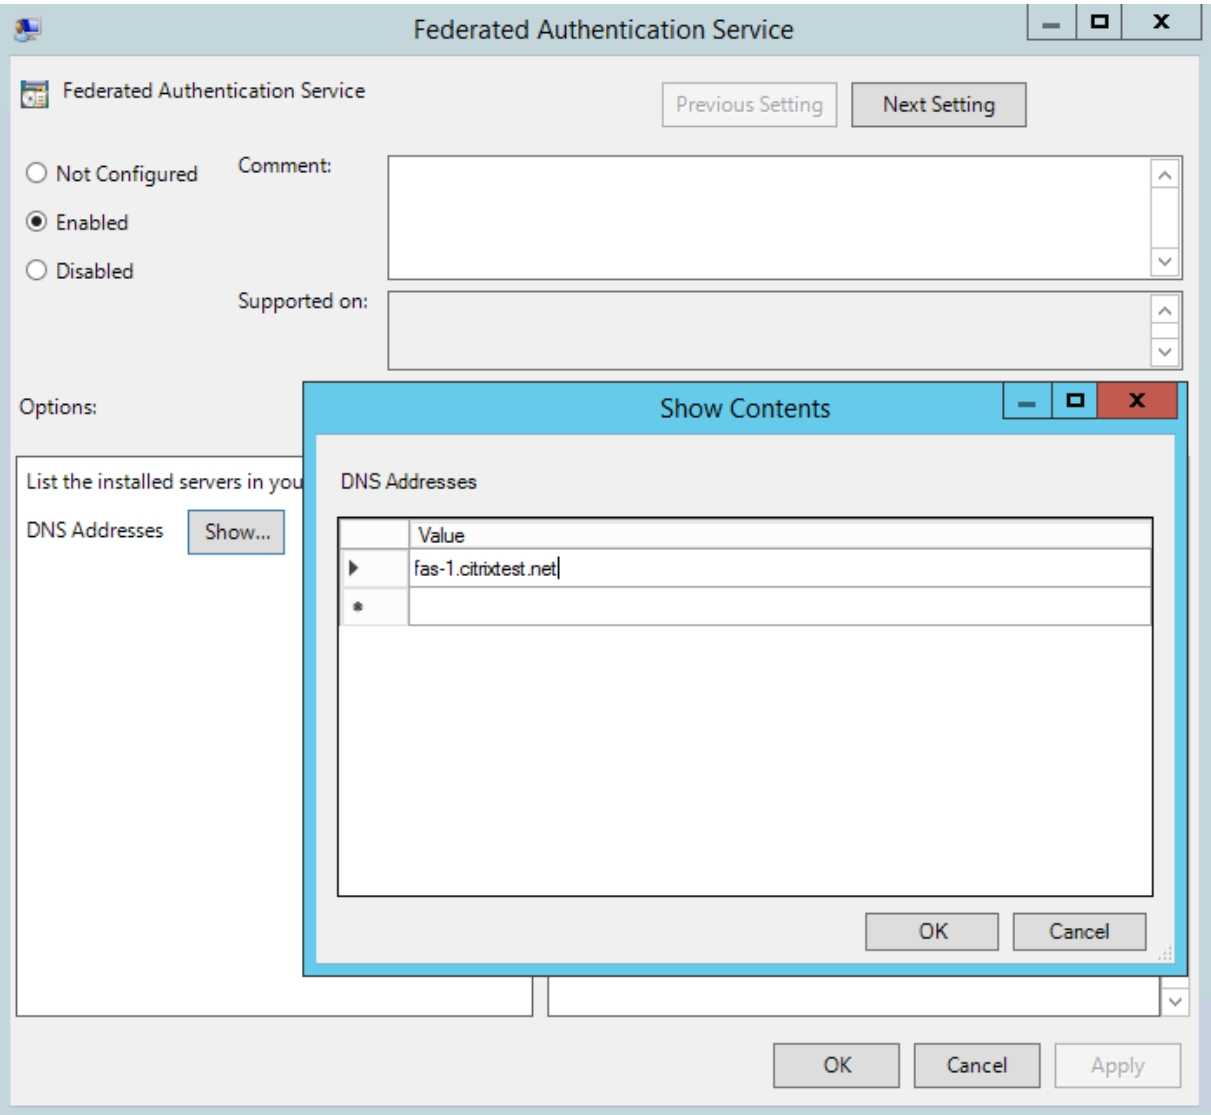 Federated Authentication Service
Federated Authentication Service
Previous Setting
Next Setting
Not Configured
Comment:
Enabled
Disabled
Supported on:
Options:
Show Contents
List the installed servers in you
DNS Addresses
Show...
DNS Addresses
Value
fas-1.citrixtest.net
OK
Cancel
OK
Cancel
Apply